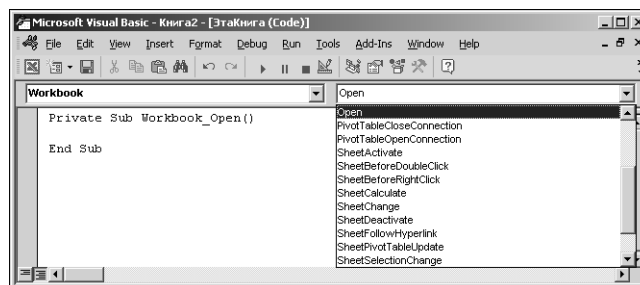 Microsoft Visual Basic - Книга2 - [ЭтаКнига (Code)]
File Edit View Insert Format Debug Run Tools Add-Ins Window Help
Workbook Open
Private Sub Workbook_Open()
End Sub
Open
PivotTableCloseConnection
PivotTableOpenConnection
SheetActivate
SheetBeforeDoubleClick
SheetBeforeRightClick
SheetCalculate
SheetChange
SheetDeactivate
SheetFollowHyperlink
SheetPivotTableUpdate
SheetSelectionChange